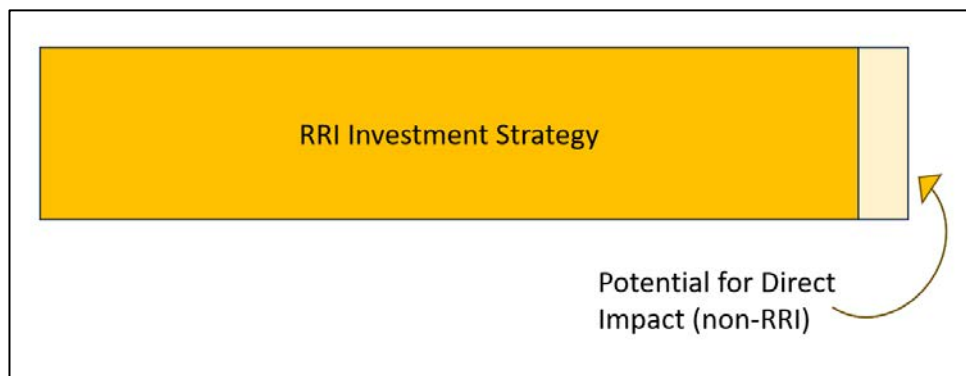 RRI Investment Strategy
Potential for Direct
Impact (non-RRI)